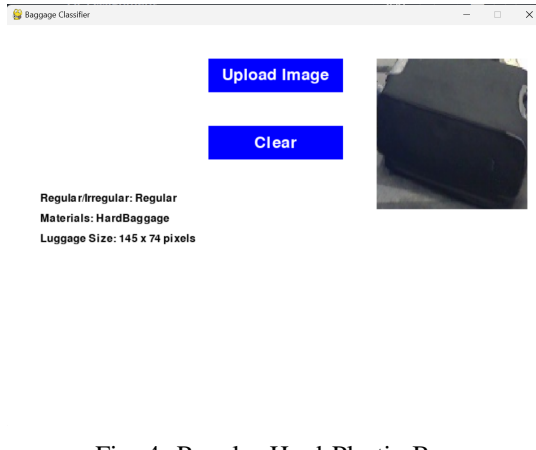 Baggage Classifier
Upload Image
Clear
Regular/Irregular: Regular
Materials: HardBaggage
Luggage Size: 145 x 74 pixels